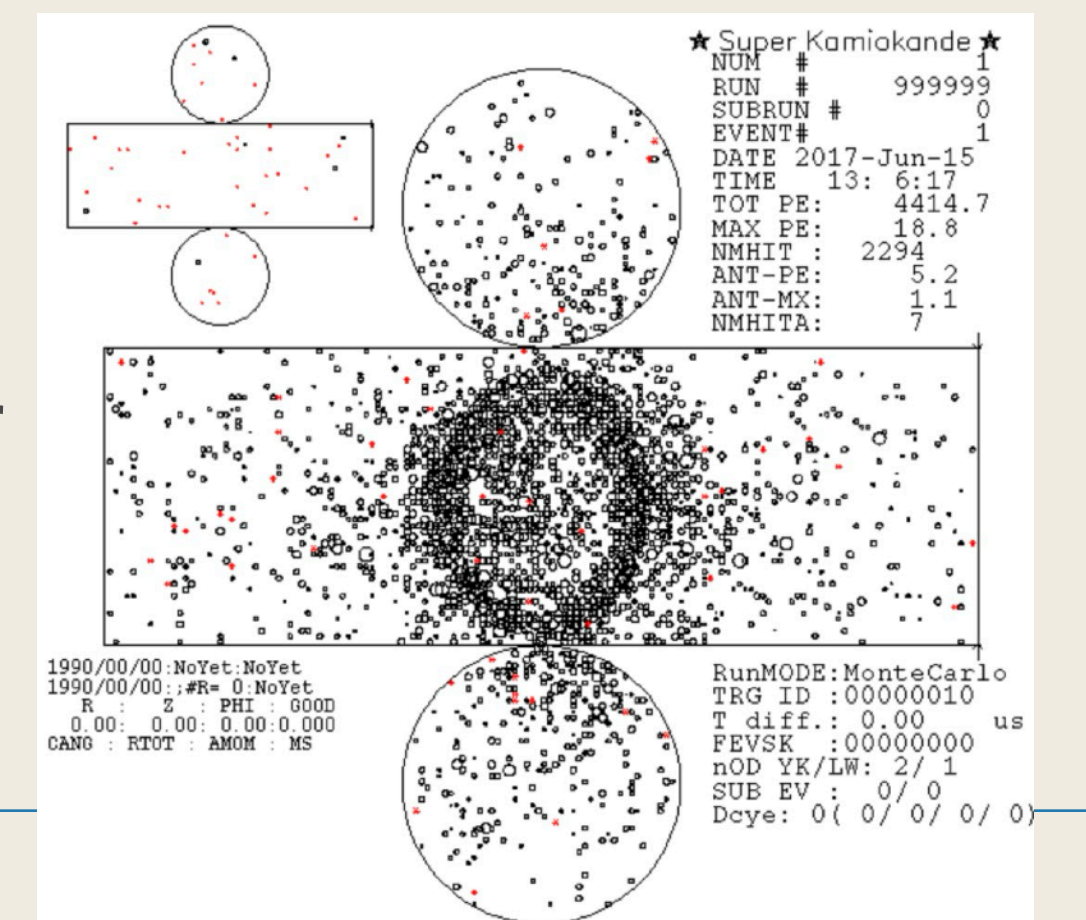 ★ Super Kamiokande ★
NUM # 1
RUN # 999999
SUBRUN # 0
EVENT# 1
DATE 2017-Jun-15
TIME 13: 6:17
TOT PE: 4414.7
MAX PE: 18.8
NMHIT : 2294
ANT-PE: 5.2
ANT-MX: 1.1
NMHITA: 7
1990/00/00:NoYet:NoYet
1990/00/00:;#R= 0:NoYet
R : Z : PHI : GOOD
0.00: 0.00: 0.00:0.000
CANG : RTOT : AMOM : MS
RunMODE:MonteCarlo
TRG ID :00000010
T diff.: 0.00 us
FEVSK :00000000
nOD YK/LW: 2/ 1
SUB EV : 0/ 0
Dcye: 0( 0/ 0/ 0/ 0)